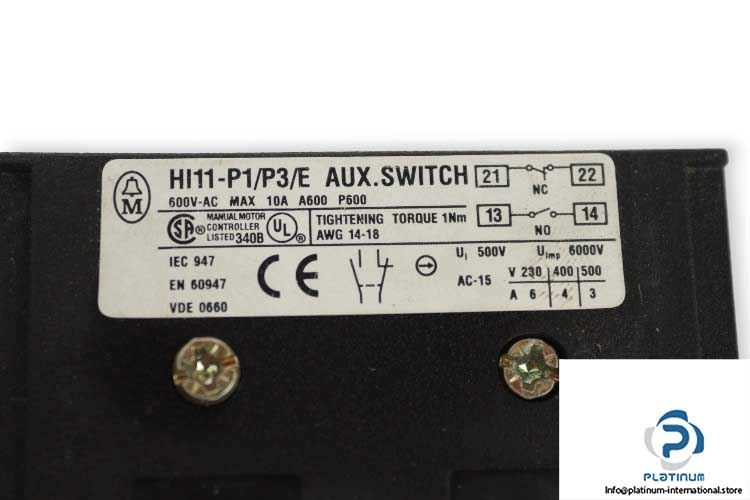 HI11-P1/P3/E AUX.SWITCH
600V-AC MAX 10A A600 P600
21 NC 22
13 NO 14
M
SA® MANUAL MOTOR CONTROLLER LISTED 340B UL®
TIGHTENING TORQUE 1Nm
AWG 14-18
IEC 947
EN 60947
VDE 0660
CE
Ui 500V Uimp 6000V
AC-15
V 230 400 500
A 6 4 3
P
PLATINUM
Info@platinum-international.store